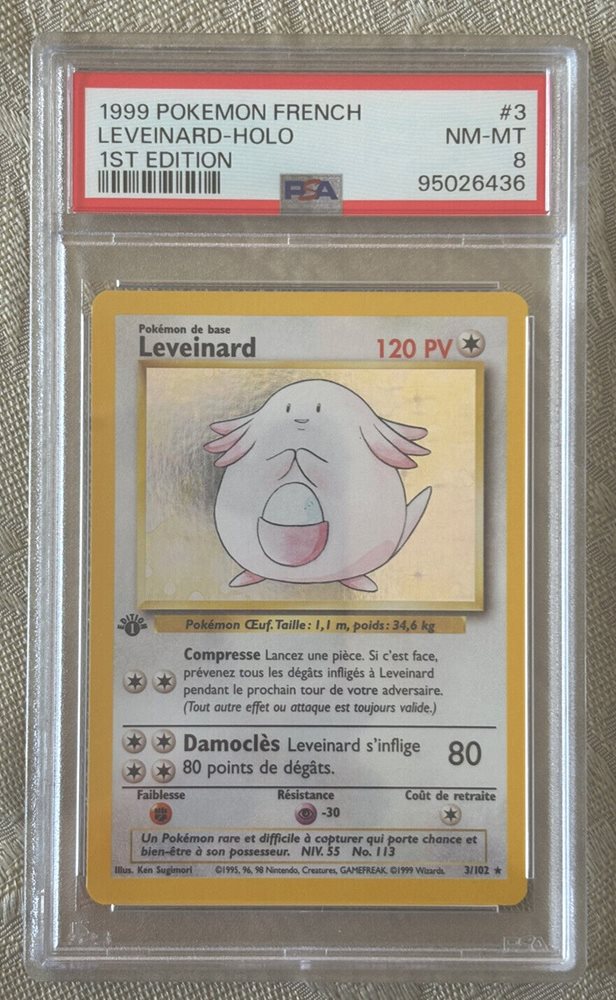 1999 POKEMON FRENCH #3
LEVEINARD-HOLO NM-MT
1ST EDITION 8
PSA 95026436
Pokémon de base
Leveinard 120 PV
EDITION 1
Pokémon Œuf. Taille : 1,1 m, poids : 34,6 kg
Compresse Lancez une pièce. Si c'est face,
prévenez tous les dégâts infligés à Leveinard
pendant le prochain tour de votre adversaire.
(Tout autre effet ou attaque est toujours valide.)
Damoclès Leveinard s'inflige 80
80 points de dégâts.
Faiblesse Résistance Coût de retraite
-30
Un Pokémon rare et difficile à capturer qui porte chance et
bien-être à son possesseur. NIV. 55 No. 113
Illus. Ken Sugimori ©1995, 96, 98 Nintendo, Creatures, GAMEFREAK. ©1999 Wizards. 3/102 ★
PSA